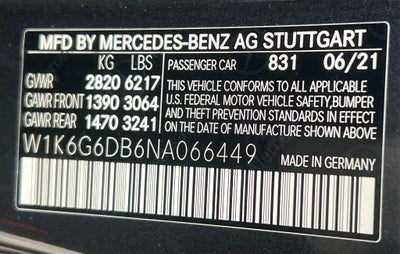 MFD BY MERCEDES-BENZ AG STUTTGART
KG LBS
GVWR 2820 6217
GAWR FRONT 1390 3064
GAWR REAR 1470 3241
PASSENGER CAR 831 06/21
THIS VEHICLE CONFORMS TO ALL APPLICABLE
U.S. FEDERAL MOTOR VEHICLE SAFETY, BUMPER
AND THEFT PREVENTION STANDARDS IN EFFECT
ON THE DATE OF MANUFACTURE SHOWN ABOVE.
W1K6G6DB6NA066449
MADE IN GERMANY